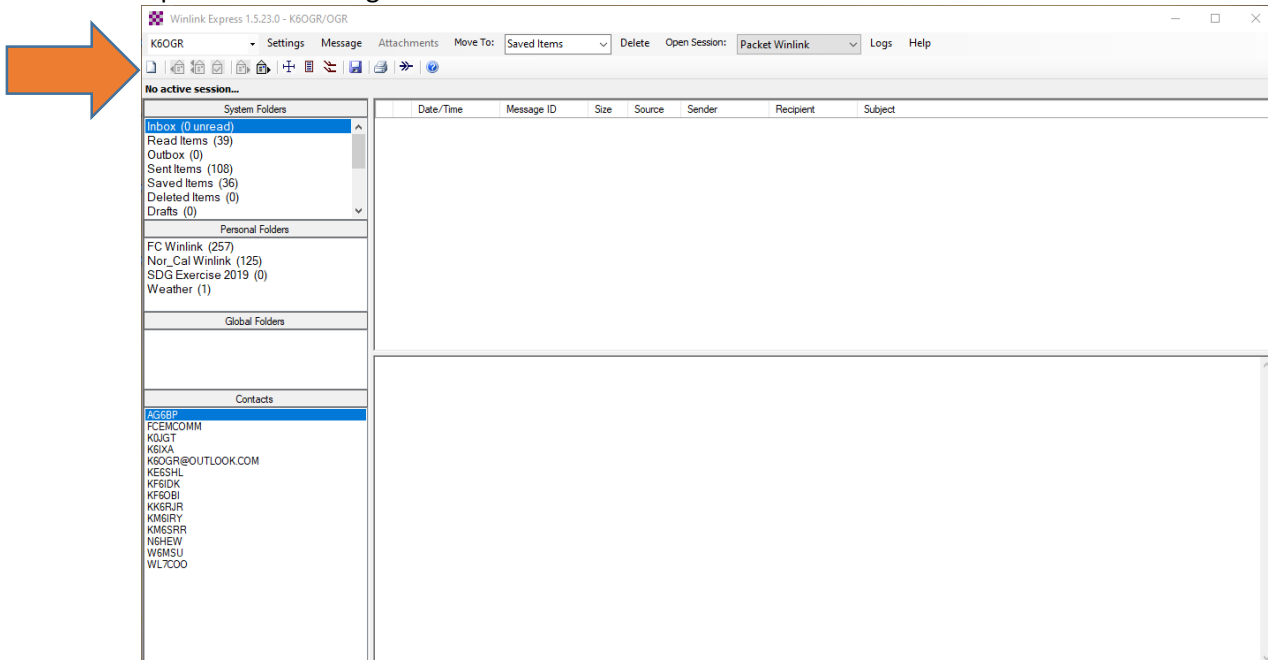 Winlink Express 1.5.23.0 - K6OGR/OGR
K6OGR Settings Message Attachments Move To: Saved Items Delete Open Session: Packet Winlink Logs Help
No active session...
System Folders
Inbox (0 unread)
Read Items (39)
Outbox (0)
Sent Items (108)
Saved Items (36)
Deleted Items (0)
Drafts (0)
Personal Folders
FC Winlink (257)
Nor_Cal Winlink (125)
SDG Exercise 2019 (0)
Weather (1)
Global Folders
Contacts
AG6BP
FCEMCOMM
K0JGT
K6IXA
K6OGR@OUTLOOK.COM
KE6SHL
KF6IDK
KF6OBI
KK6RJR
KM6IRY
KM6SRR
N6HEW
W6MSU
WL7COO
Date/Time Message ID Size Source Sender Recipient Subject